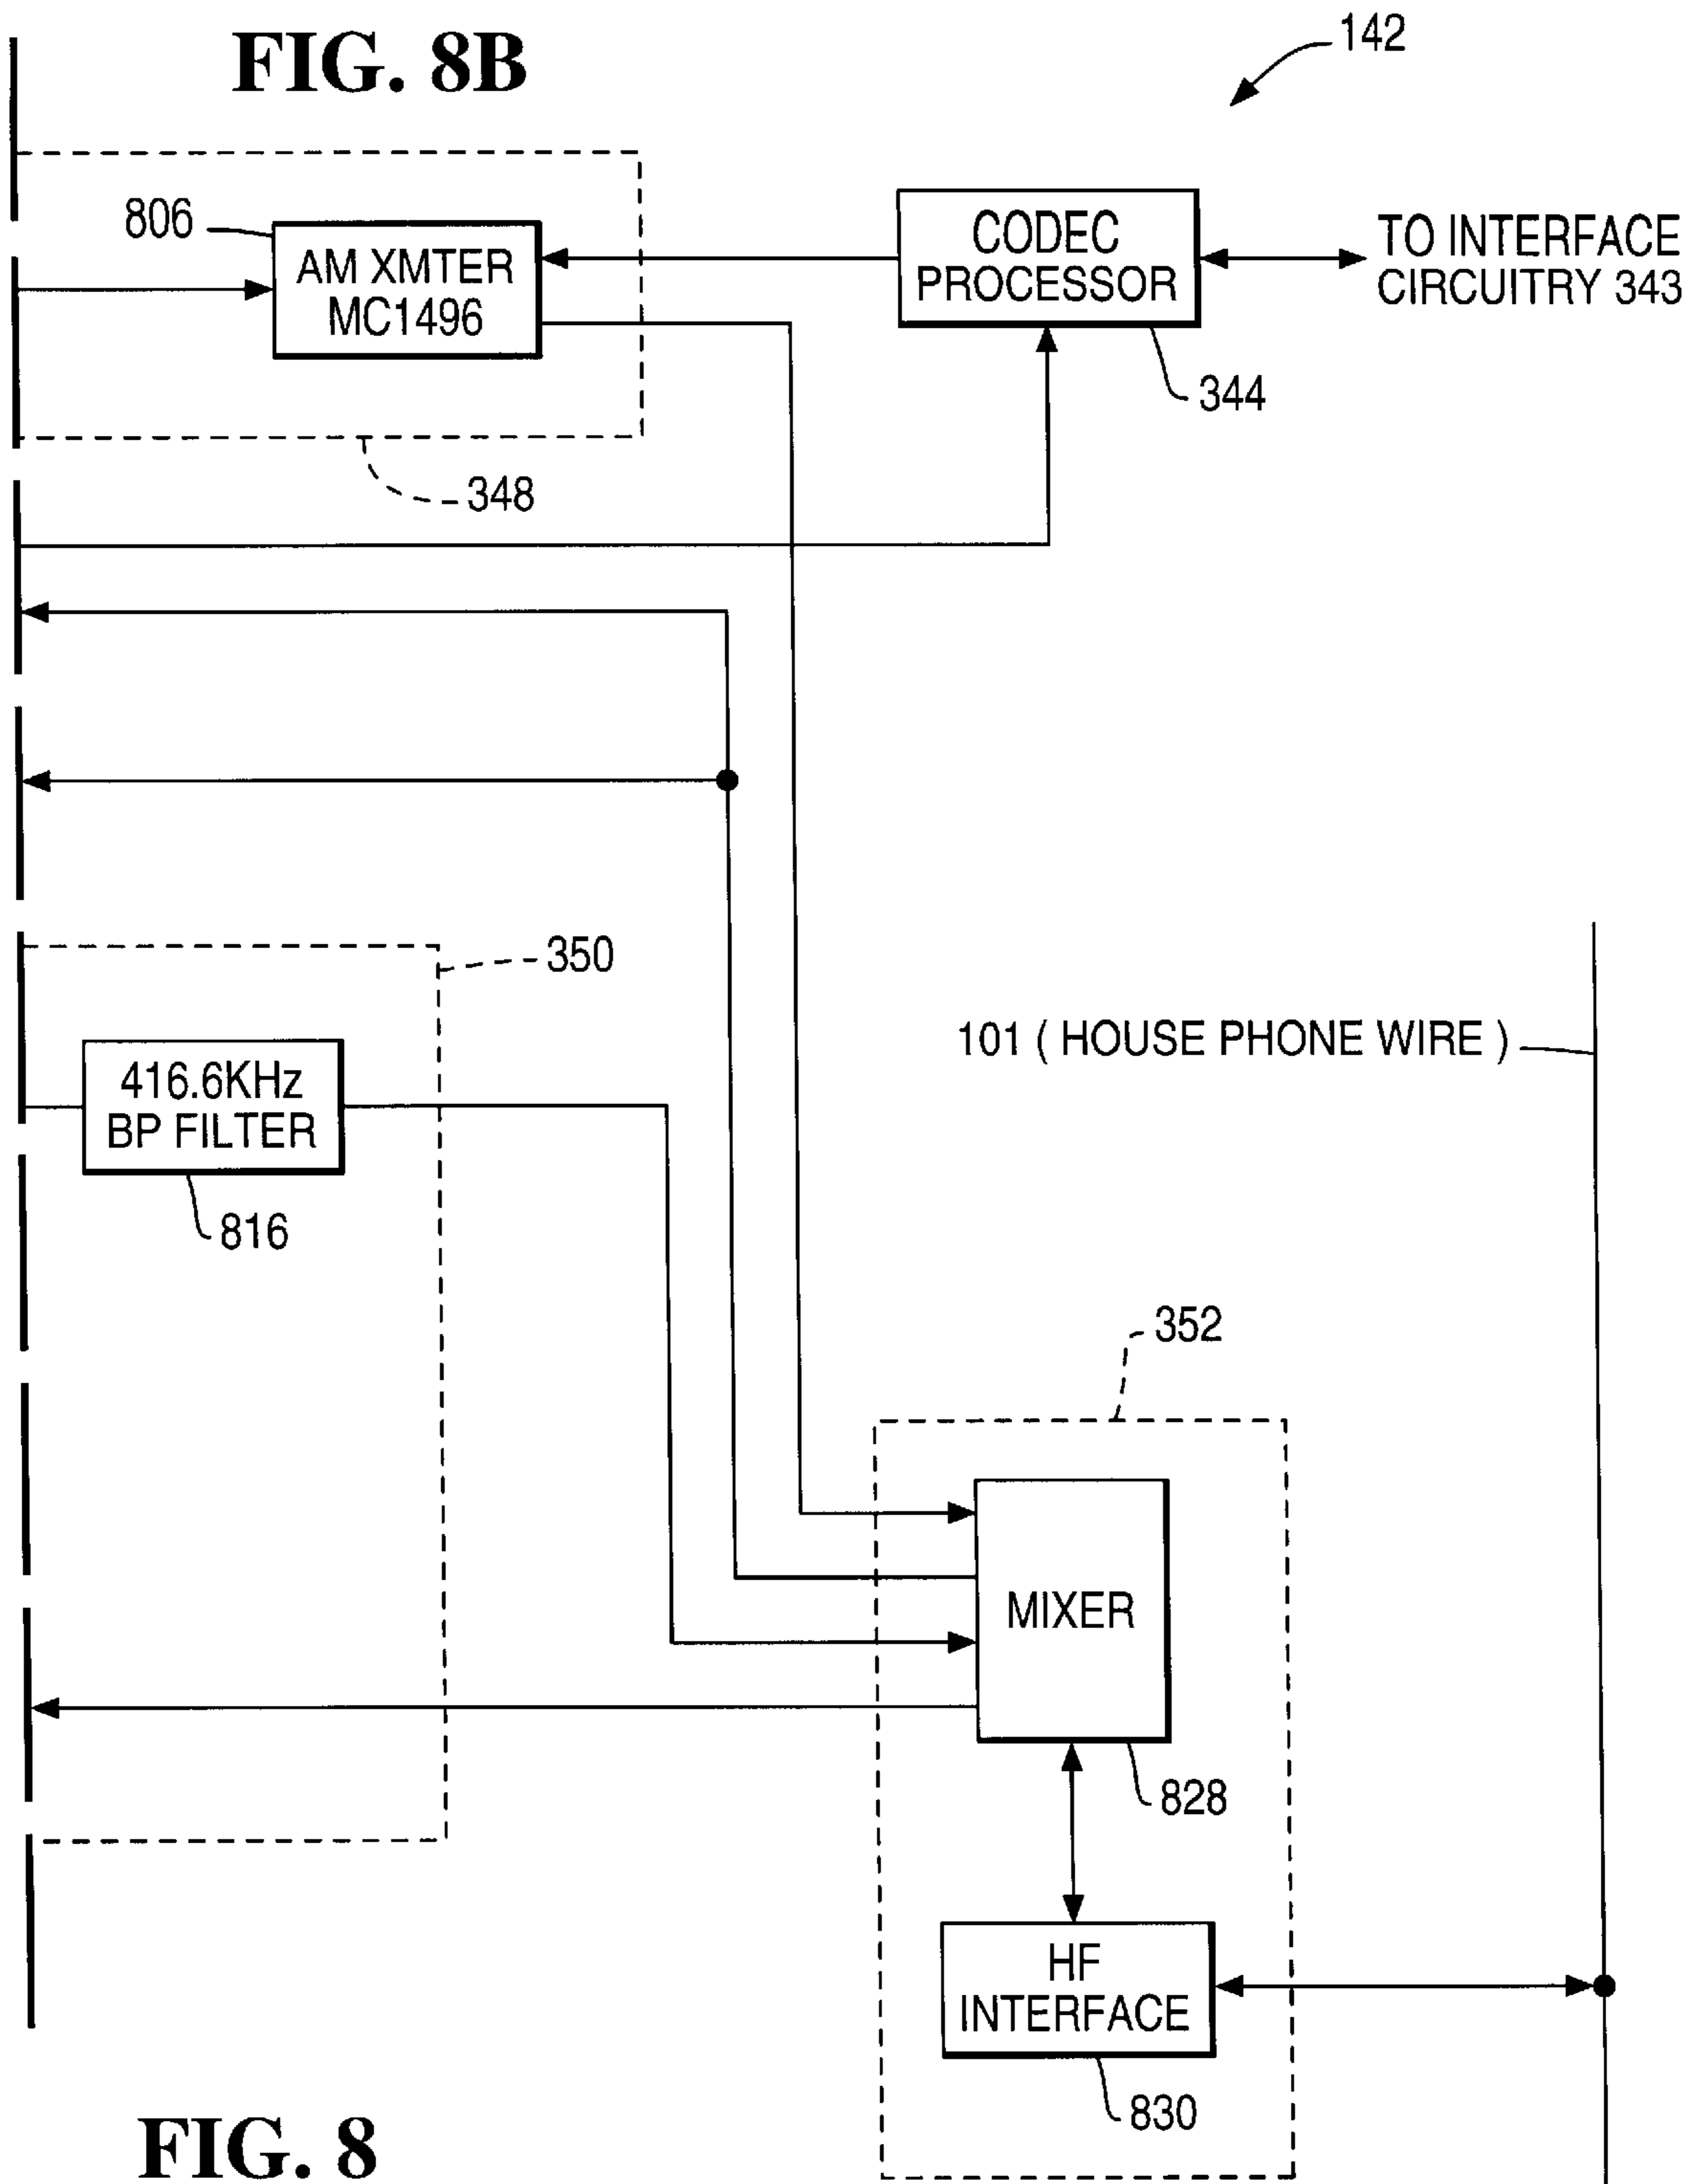 FIG. 8B
142
806
AM XMTER
MC1496
CODEC
PROCESSOR
TO INTERFACE
CIRCUITRY 343
344
348
350
101 ( HOUSE PHONE WIRE )
416.6KHz
BP FILTER
816
352
MIXER
828
HF
INTERFACE
830
FIG. 8